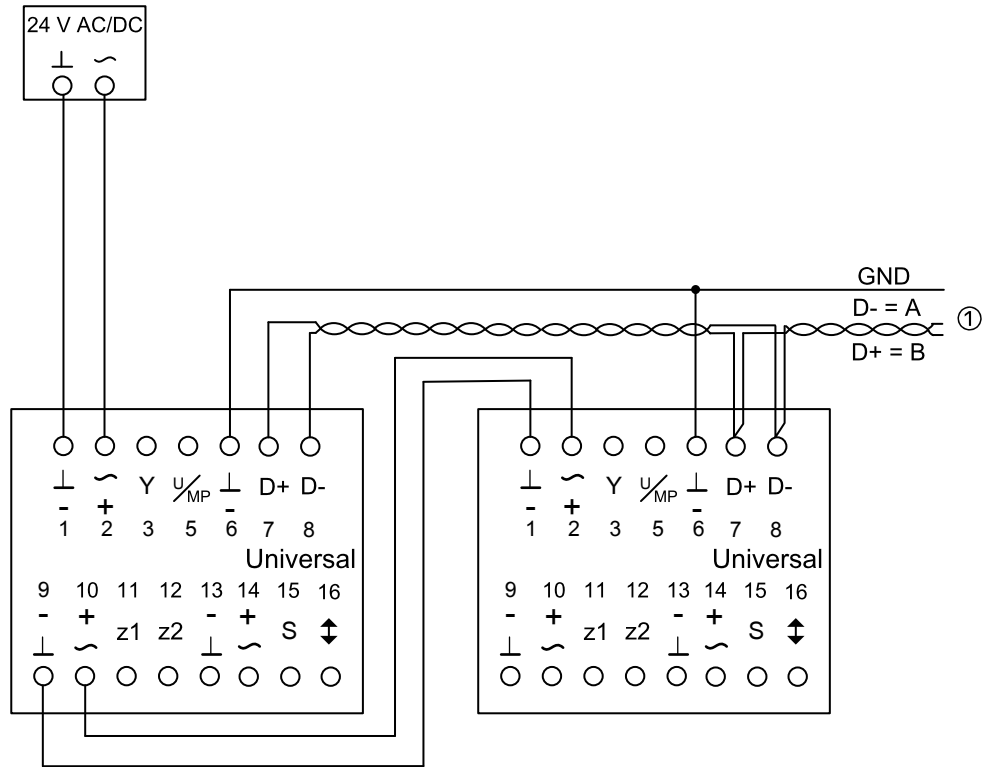 24 V AC/DC
⊥ ~
GND
D- = A
①
D+ = B
⊥ ~ Y U/MP ⊥ D+ D-
- + -
1 2 3 5 6 7 8
Universal
9 10 11 12 13 14 15 16
- + z1 z2 - + S ↕
⊥ ~ ⊥ ~
⊥ ~ Y U/MP ⊥ D+ D-
- + -
1 2 3 5 6 7 8
Universal
9 10 11 12 13 14 15 16
- + z1 z2 - + S ↕
⊥ ~ ⊥ ~